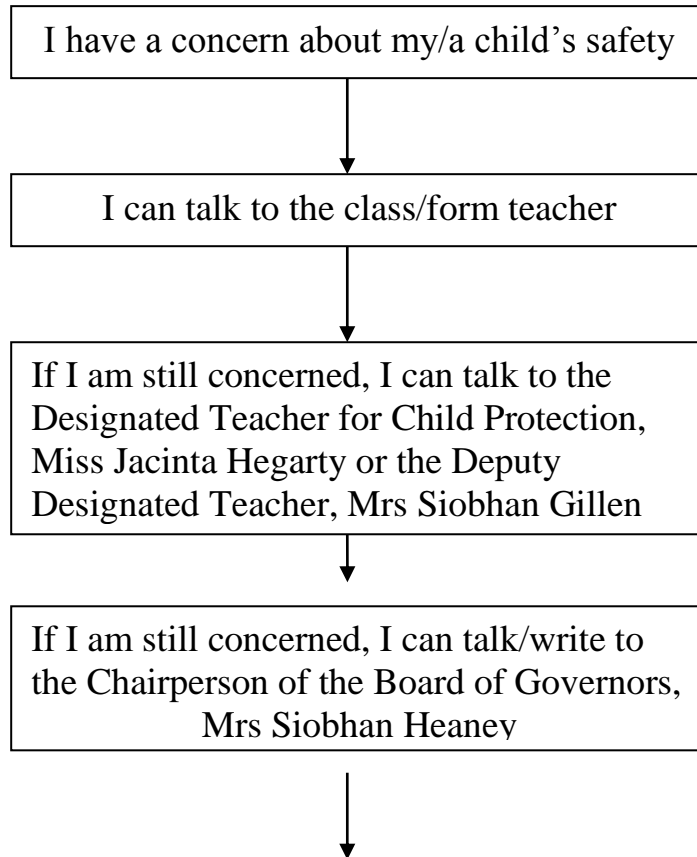 I have a concern about my/a child’s safety
I can talk to the class/form teacher
If I am still concerned, I can talk to the
Designated Teacher for Child Protection,
Miss Jacinta Hegarty or the Deputy
Designated Teacher, Mrs Siobhan Gillen
If I am still concerned, I can talk/write to
the Chairperson of the Board of Governors,
Mrs Siobhan Heaney